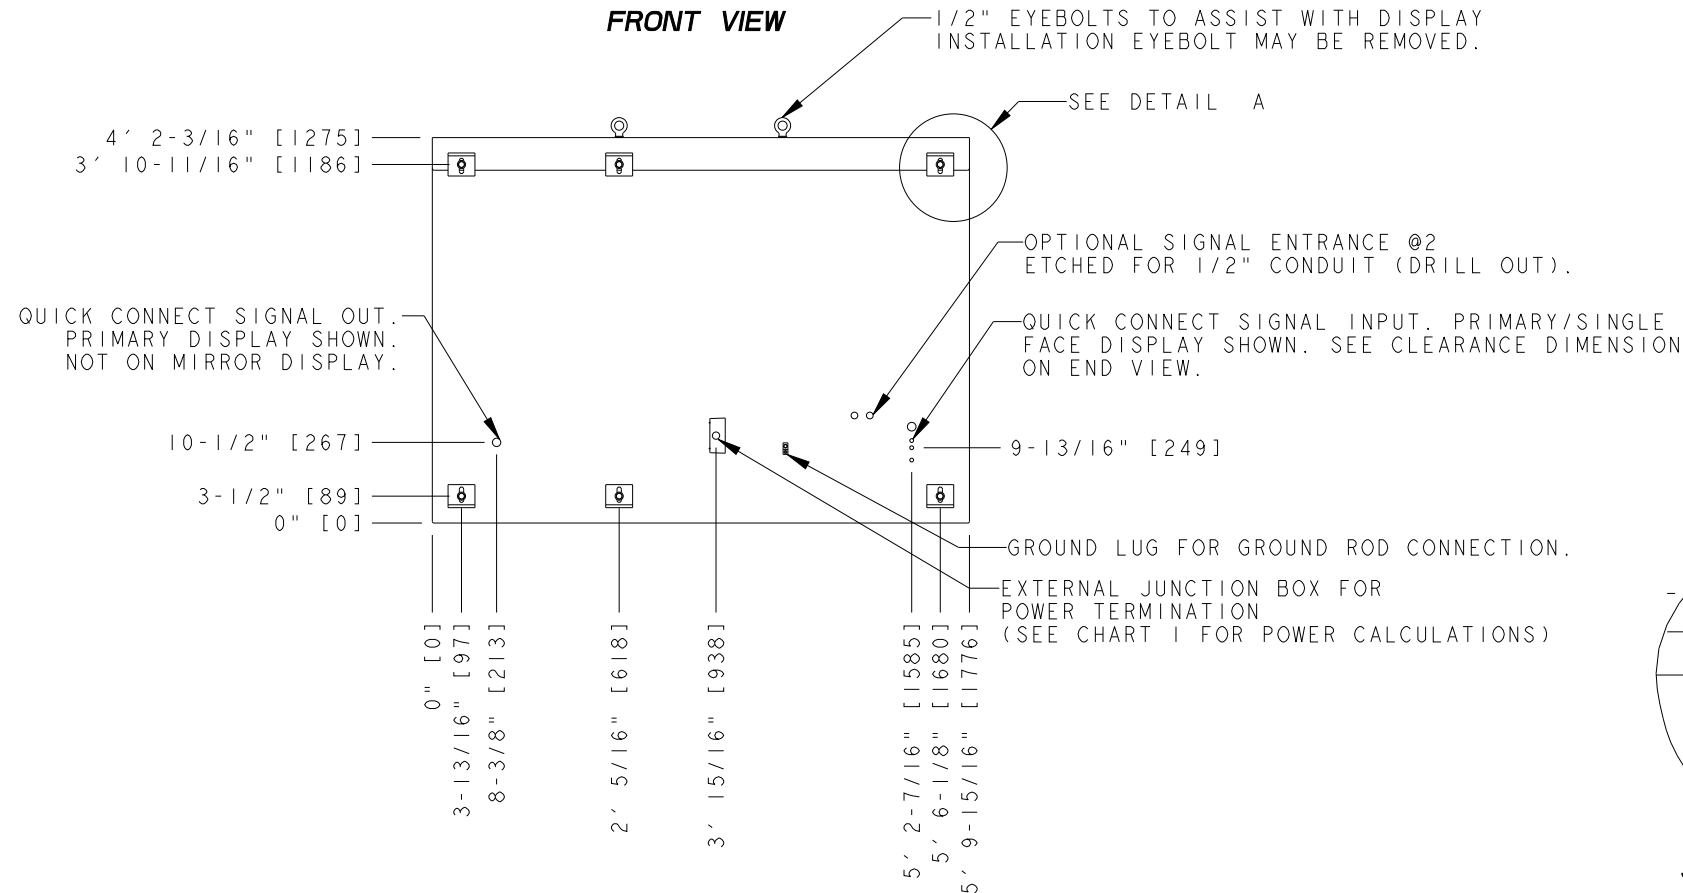 FRONT VIEW
1/2" EYEBOLTS TO ASSIST WITH DISPLAY
INSTALLATION EYEBOLT MAY BE REMOVED.
SEE DETAIL A
4' 2-3/16" [1275]
3' 10-11/16" [1186]
OPTIONAL SIGNAL ENTRANCE @2
ETCHED FOR 1/2" CONDUIT (DRILL OUT).
QUICK CONNECT SIGNAL OUT.
PRIMARY DISPLAY SHOWN.
NOT ON MIRROR DISPLAY.
QUICK CONNECT SIGNAL INPUT. PRIMARY/SINGLE
FACE DISPLAY SHOWN. SEE CLEARANCE DIMENSION
ON END VIEW.
10-1/2" [267]
9-13/16" [249]
3-1/2" [89]
0" [0]
GROUND LUG FOR GROUND ROD CONNECTION.
EXTERNAL JUNCTION BOX FOR
POWER TERMINATION
(SEE CHART 1 FOR POWER CALCULATIONS)
0" [0]
3-13/16" [97]
8-3/8" [213]
2' 5/16" [618]
3' 15/16" [938]
5' 2-7/16" [1585]
5' 6-1/8" [1680]
5' 9-15/16" [1776]